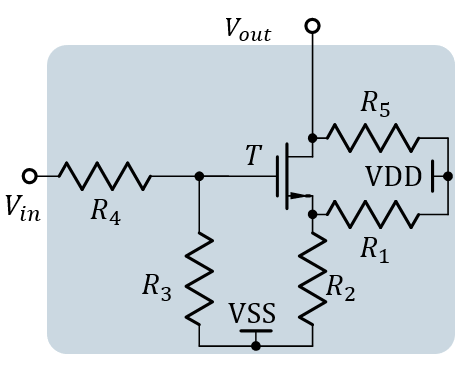 V_out
R_5
T
VDD
V_in
R_4
R_1
R_3
R_2
VSS